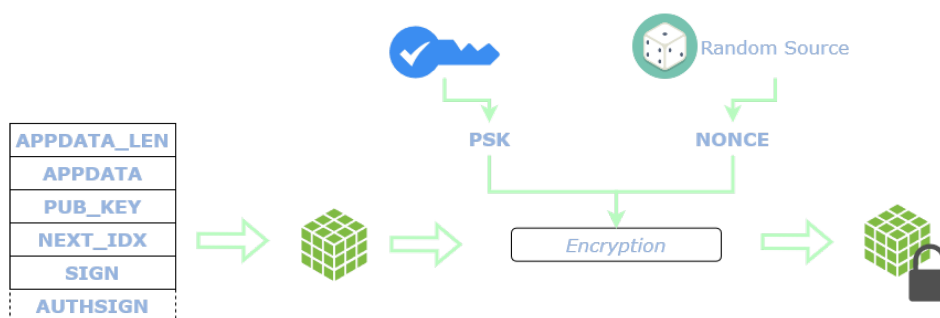 Random Source
PSK
NONCE
APPDATA_LEN
APPDATA
PUB_KEY
NEXT_IDX
SIGN
AUTHSIGN
Encryption